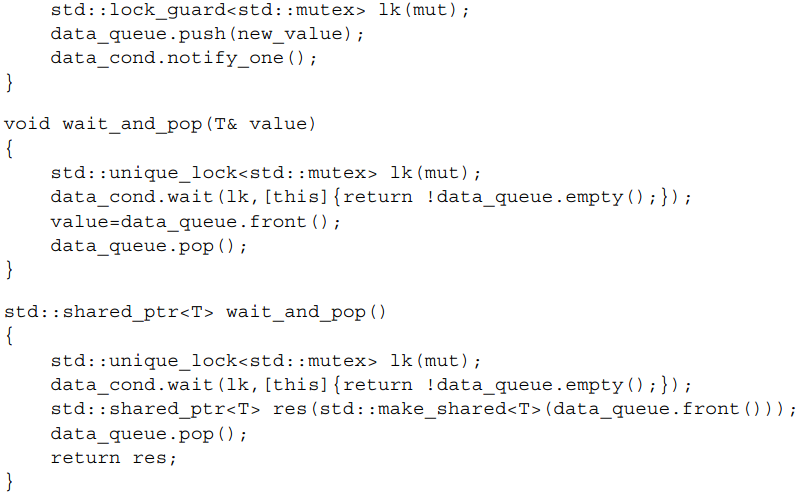 std::lock_guard<std::mutex> lk(mut);
data_queue.push(new_value);
data_cond.notify_one();
}
void wait_and_pop(T& value)
{
std::unique_lock<std::mutex> lk(mut);
data_cond.wait(lk,[this]{return !data_queue.empty();});
value=data_queue.front();
data_queue.pop();
}
std::shared_ptr<T> wait_and_pop()
{
std::unique_lock<std::mutex> lk(mut);
data_cond.wait(lk,[this]{return !data_queue.empty();});
std::shared_ptr<T> res(std::make_shared<T>(data_queue.front()));
data_queue.pop();
return res;
}